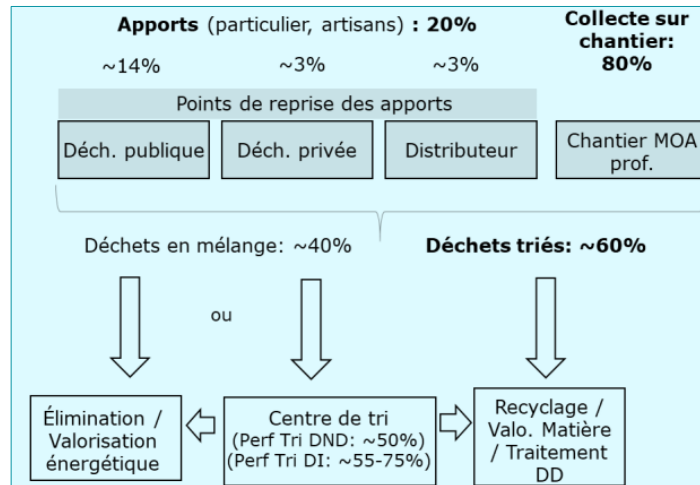 Apports (particulier, artisans) : 20%
Collecte sur
chantier:
80%
~14%
~3%
~3%
Points de reprise des apports
Déch. publique
Déch. privée
Distributeur
Chantier MOA
prof.
Déchets en mélange: ~40%
Déchets triés: ~60%
ou
Élimination /
Valorisation
énergétique
Centre de tri
(Perf Tri DND: ~50%)
(Perf Tri DI: ~55-75%)
Recyclage /
Valo. Matière
/ Traitement
DD